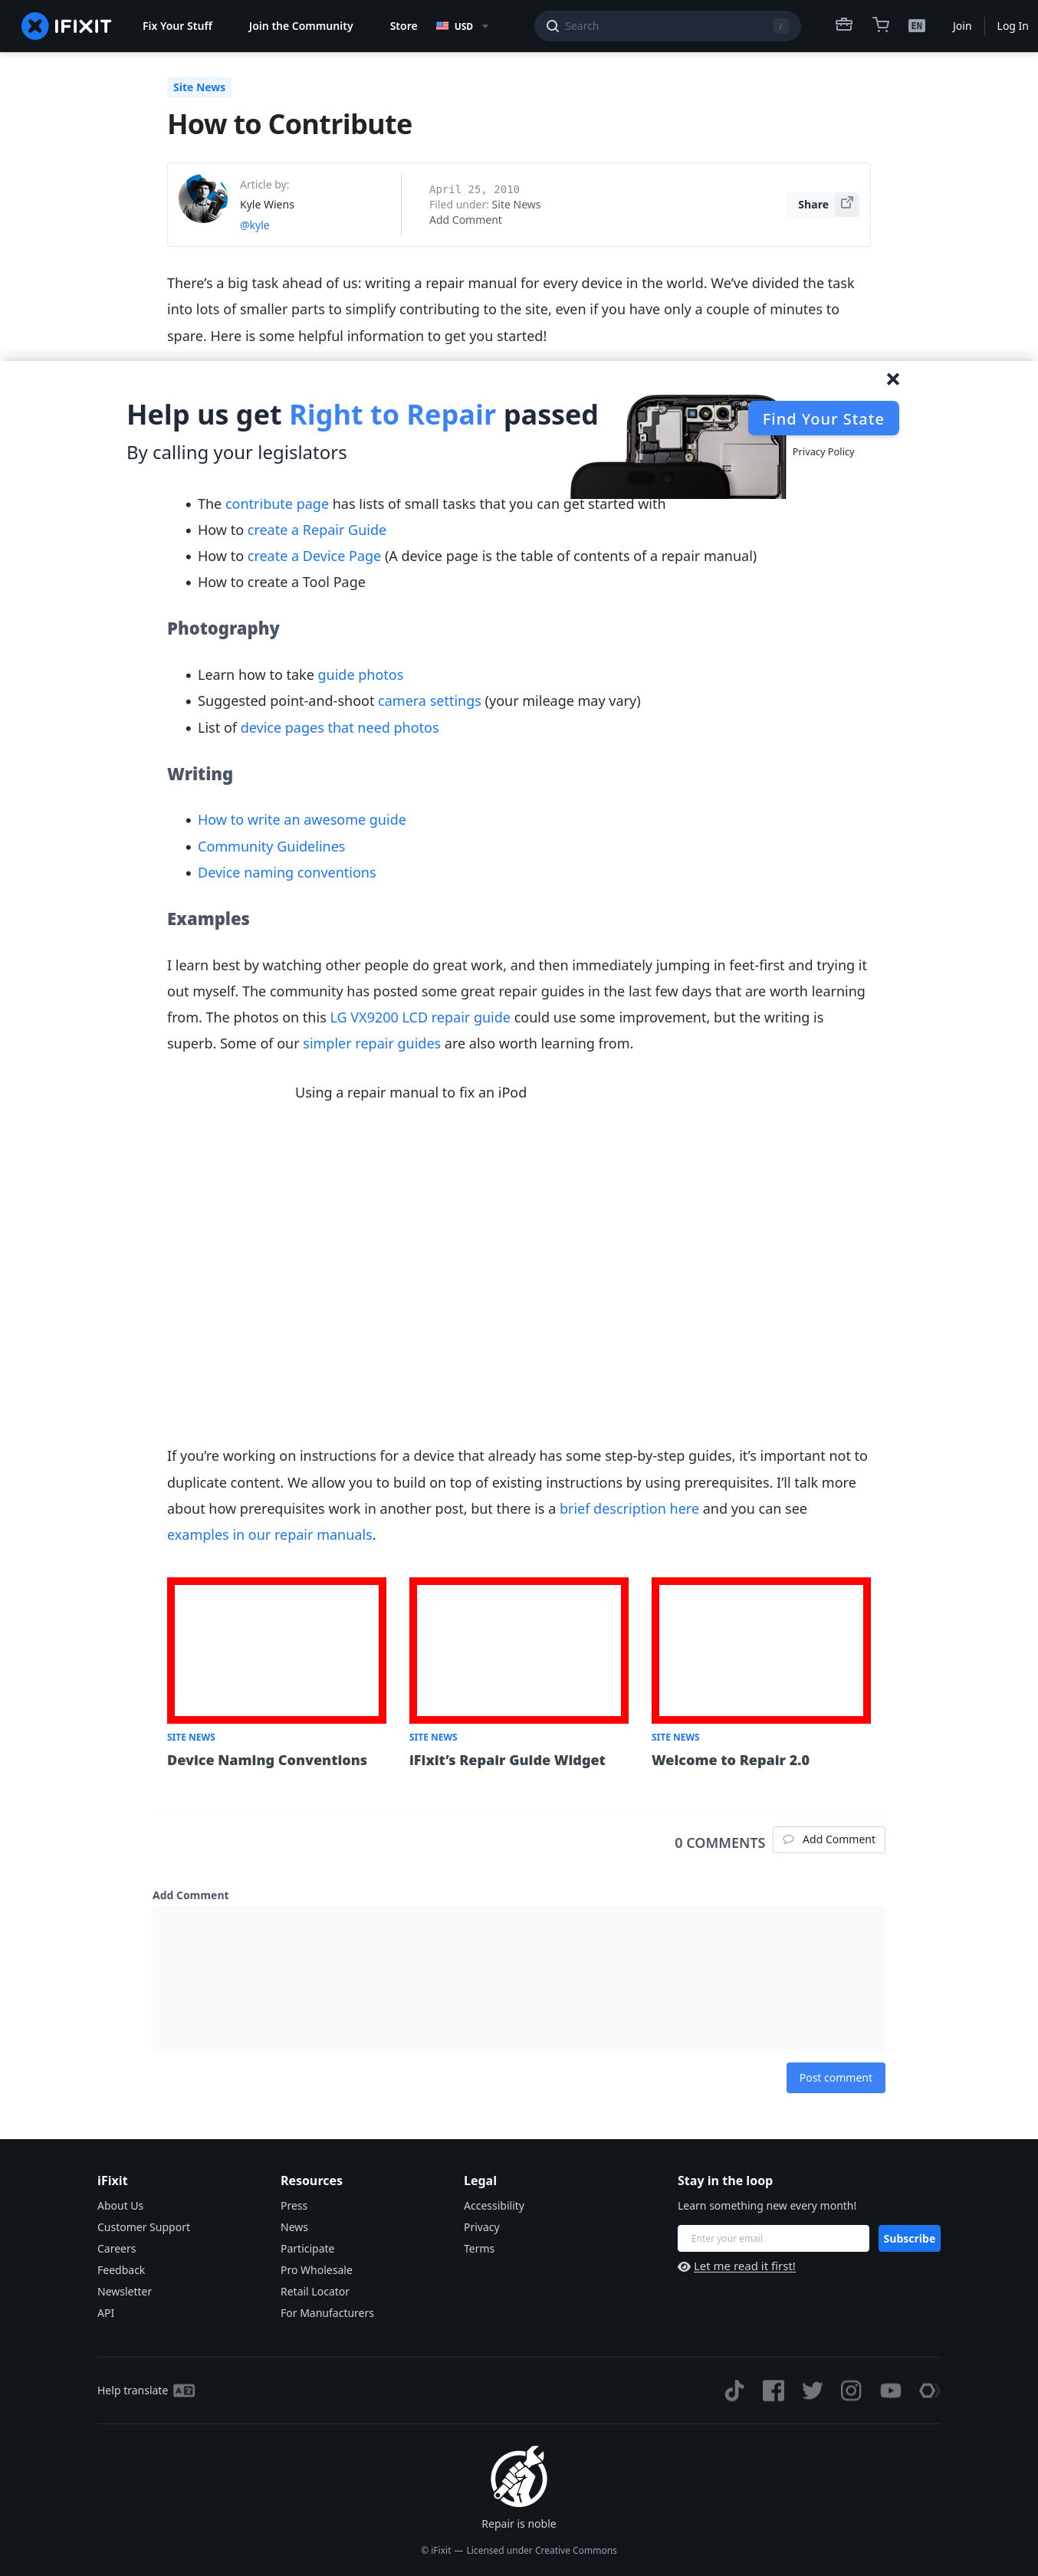 IFIXIT Fix Your Stuff Join the Community Store USD Search / EN Join Log In
Site News
How to Contribute
Article by:
Kyle Wiens
@kyle
April 25, 2010
Filed under: Site News
Add Comment
Share
There’s a big task ahead of us: writing a repair manual for every device in the world. We’ve divided the task
into lots of smaller parts to simplify contributing to the site, even if you have only a couple of minutes to
spare. Here is some helpful information to get you started!
Help us get Right to Repair passed
By calling your legislators
Find Your State
Privacy Policy
The contribute page has lists of small tasks that you can get started with
How to create a Repair Guide
How to create a Device Page (A device page is the table of contents of a repair manual)
How to create a Tool Page
Photography
Learn how to take guide photos
Suggested point-and-shoot camera settings (your mileage may vary)
List of device pages that need photos
Writing
How to write an awesome guide
Community Guidelines
Device naming conventions
Examples
I learn best by watching other people do great work, and then immediately jumping in feet-first and trying it
out myself. The community has posted some great repair guides in the last few days that are worth learning
from. The photos on this LG VX9200 LCD repair guide could use some improvement, but the writing is
superb. Some of our simpler repair guides are also worth learning from.
Using a repair manual to fix an iPod
If you’re working on instructions for a device that already has some step-by-step guides, it’s important not to
duplicate content. We allow you to build on top of existing instructions by using prerequisites. I’ll talk more
about how prerequisites work in another post, but there is a brief description here and you can see
examples in our repair manuals.
SITE NEWS
Device Naming Conventions
SITE NEWS
iFixit’s Repair Guide Widget
SITE NEWS
Welcome to Repair 2.0
0 COMMENTS Add Comment
Add Comment
Post comment
iFixit
About Us
Customer Support
Careers
Feedback
Newsletter
API
Resources
Press
News
Participate
Pro Wholesale
Retail Locator
For Manufacturers
Legal
Accessibility
Privacy
Terms
Stay in the loop
Learn something new every month!
Enter your email Subscribe
Let me read it first!
Help translate
Repair is noble
© iFixit — Licensed under Creative Commons